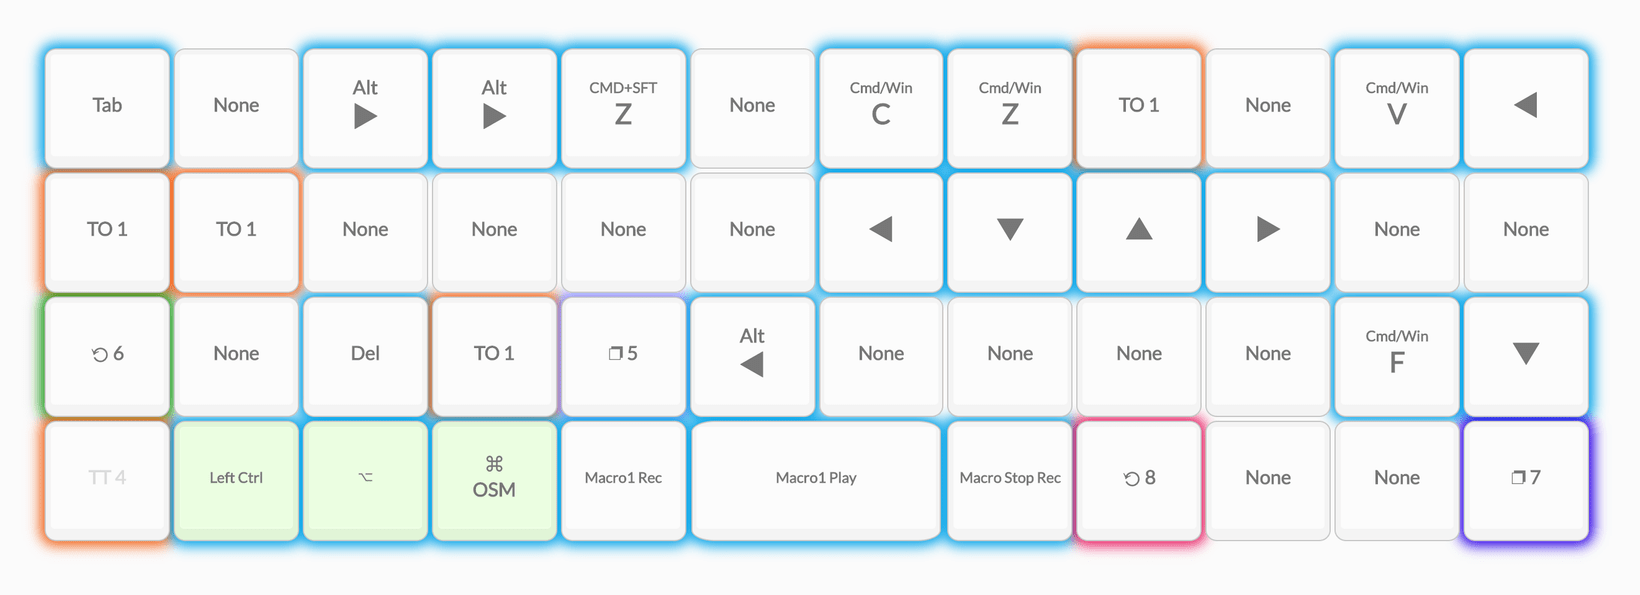 Tab
None
Alt
▶
Alt
▶
CMD+SFT
Z
None
Cmd/Win
C
Cmd/Win
Z
TO 1
None
Cmd/Win
V
◀
TO 1
TO 1
None
None
None
None
◀
▼
▲
▶
None
None
6
None
Del
TO 1
5
Alt
◀
None
None
None
None
Cmd/Win
F
▼
TT 4
Left Ctrl
⌥
⌘
OSM
Macro1 Rec
Macro1 Play
Macro Stop Rec
8
None
None
7